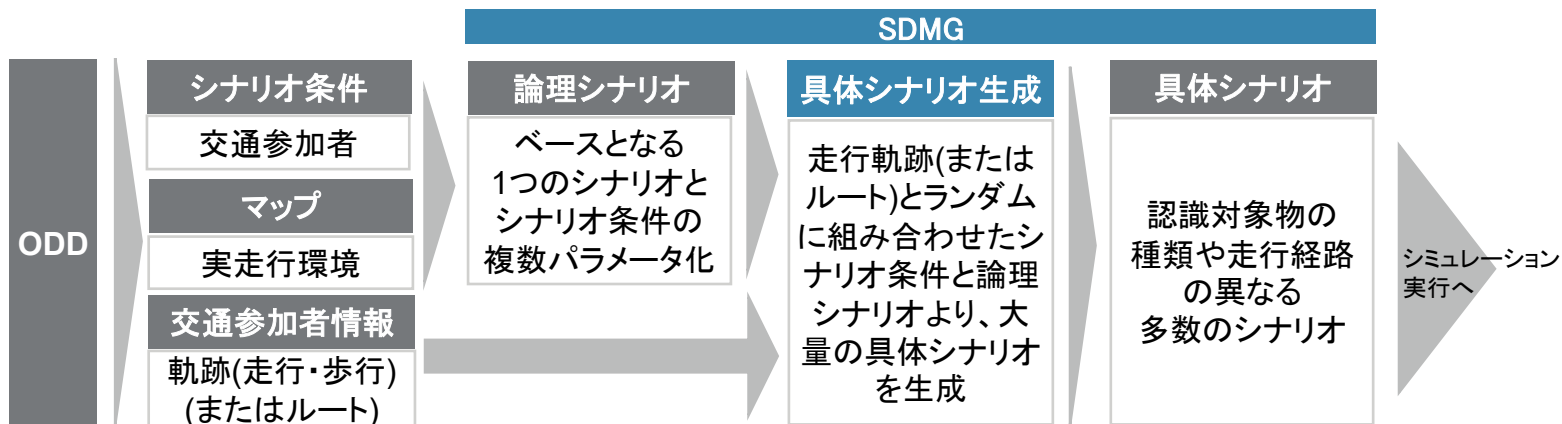 SDMG
ODD
シナリオ条件
交通参加者
マップ
実走行環境
交通参加者情報
軌跡(走行・歩行)
(またはルート)
論理シナリオ
ベースとなる
1つのシナリオと
シナリオ条件の
複数パラメータ化
具体シナリオ生成
走行軌跡(または
ルート)とランダム
に組み合わせたシ
ナリオ条件と論理
シナリオより、大
量の具体シナリオ
を生成
具体シナリオ
認識対象物の
種類や走行経路
の異なる
多数のシナリオ
シミュレーション
実行へ